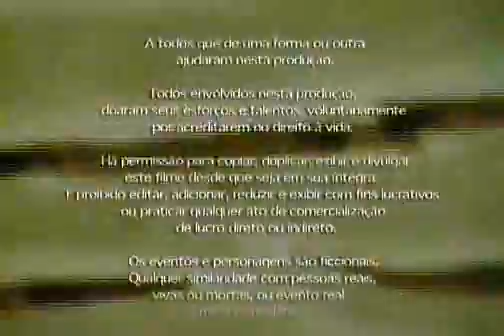 A todos que de uma forma ou outra
ajudaram nesta produção.
Todos envolvidos nesta produção,
doaram seus esforços e talentos, voluntariamente
por acreditarem ou direito à vida.
Há permissão para copiar, duplicar, exibir e divulgar
este filme desde que seja em sua íntegra
É proibido editar, adicionar, reduzir e exibir com fins lucrativos
ou praticar qualquer ato de comercialização
de lucro direto ou indireto.
Os eventos e personagens são ficcionais.
Qualquer similaridade com pessoas reais,
vivas ou mortas, ou evento real